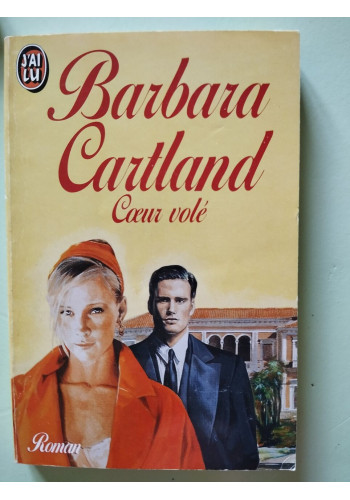 J'AI
LU
Barbara
Cartland
Cœur volé
Roman